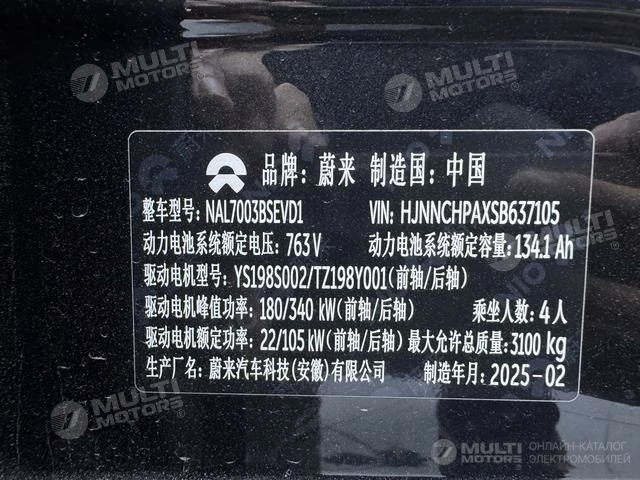 MULTI MOTORS
MULTI MOTORS
品牌: 蔚来 制造国: 中国
整车型号: NAL7003BSEVD1 VIN: HJNNCHPAXSB637105
动力电池系统额定电压: 763 V 动力电池系统额定容量: 134.1 Ah
驱动电机型号: YS198S002/TZ198Y001(前轴/后轴)
驱动电机峰值功率: 180/340 kW(前轴/后轴) 乘坐人数: 4人
驱动电机额定功率: 22/105 kW(前轴/后轴) 最大允许总质量: 3100 kg
生产厂名: 蔚来汽车科技(安徽)有限公司 制造年月: 2025-02
MULTI MOTORS
MULTI MOTORS
ОНЛАЙН-КАТАЛОГ
ЭЛЕКТРОМОБИЛЕЙ